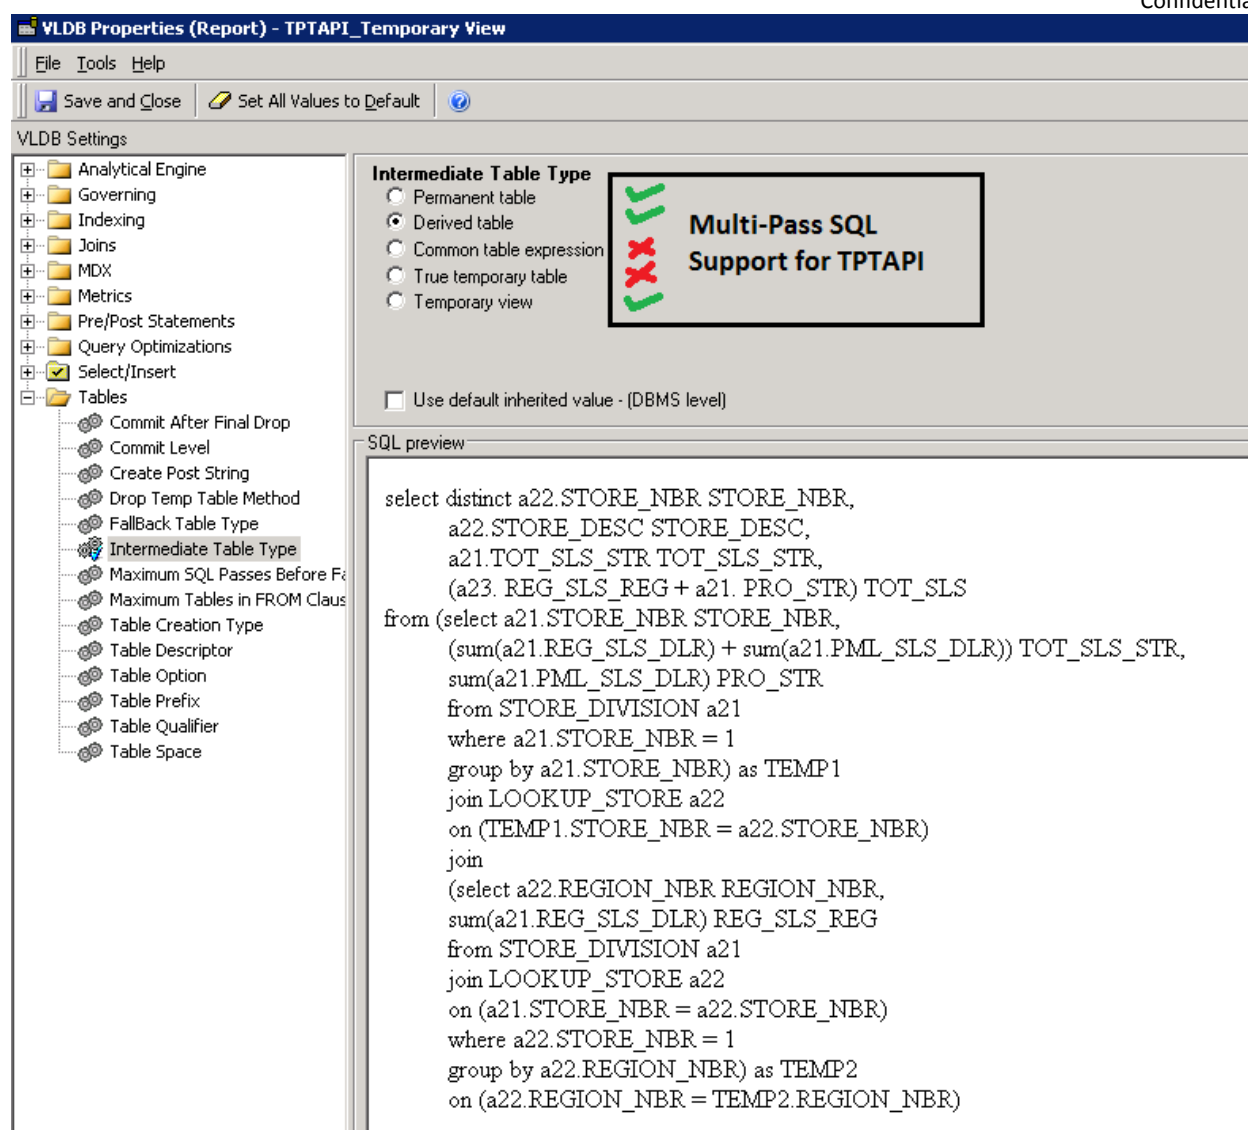 Confidentia
VLDB Properties (Report) - TPTAPI_Temporary View
File Tools Help
Save and Close Set All Values to Default
VLDB Settings
Analytical Engine
Governing
Indexing
Joins
MDX
Metrics
Pre/Post Statements
Query Optimizations
Select/Insert
Tables
Commit After Final Drop
Commit Level
Create Post String
Drop Temp Table Method
FallBack Table Type
Intermediate Table Type
Maximum SQL Passes Before Fa
Maximum Tables in FROM Claus
Table Creation Type
Table Descriptor
Table Option
Table Prefix
Table Qualifier
Table Space
Intermediate Table Type
Permanent table
Derived table
Common table expression
True temporary table
Temporary view
Multi-Pass SQL
Support for TPTAPI
Use default inherited value - (DBMS level)
SQL preview
select distinct a22.STORE_NBR STORE_NBR,
a22.STORE_DESC STORE_DESC,
a21.TOT_SLS_STR TOT_SLS_STR,
(a23. REG_SLS_REG + a21. PRO_STR) TOT_SLS
from (select a21.STORE_NBR STORE_NBR,
(sum(a21.REG_SLS_DLR) + sum(a21.PML_SLS_DLR)) TOT_SLS_STR,
sum(a21.PML_SLS_DLR) PRO_STR
from STORE_DIVISION a21
where a21.STORE_NBR = 1
group by a21.STORE_NBR) as TEMP1
join LOOKUP_STORE a22
on (TEMP1.STORE_NBR = a22.STORE_NBR)
join
(select a22.REGION_NBR REGION_NBR,
sum(a21.REG_SLS_DLR) REG_SLS_REG
from STORE_DIVISION a21
join LOOKUP_STORE a22
on (a21.STORE_NBR = a22.STORE_NBR)
where a22.STORE_NBR = 1
group by a22.REGION_NBR) as TEMP2
on (a22.REGION_NBR = TEMP2.REGION_NBR)